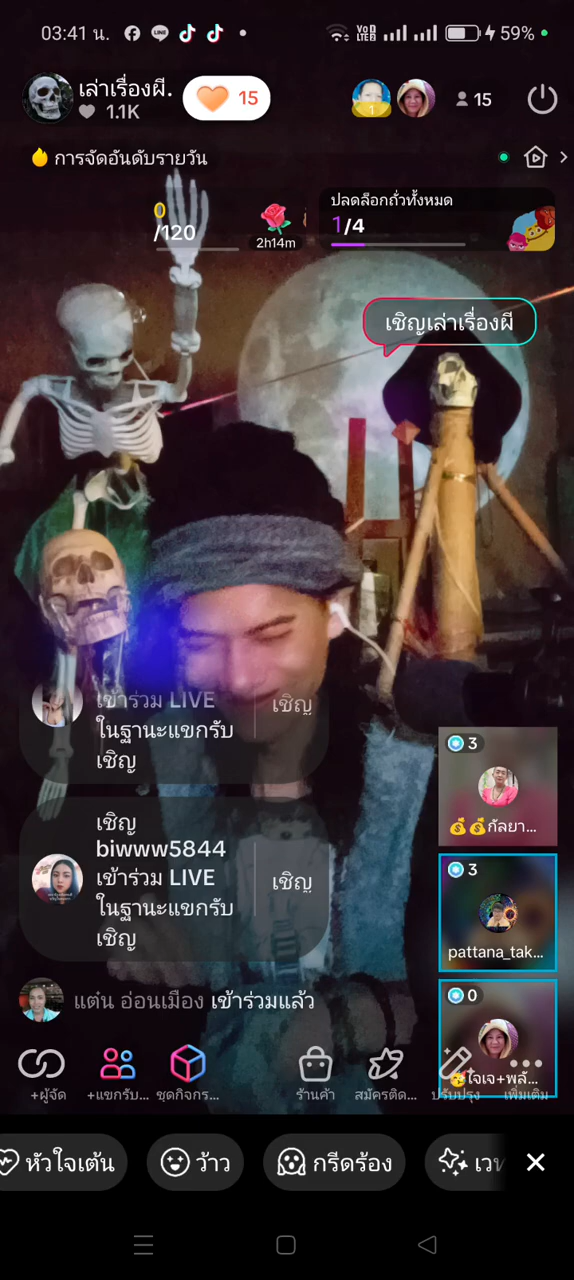 03:41 น.
VoD
LTE2
59%
เล่าเรื่องผี.
1.1K
15
1
15
การจัดอันดับรายวัน
0
/120
2h14m
ปลดล็อกถั่วทั้งหมด
1/4
เชิญเล่าเรื่องผี
เข้าร่วม LIVE
ในฐานะแขกรับ
เชิญ
เชิญ
เชิญ
biwww5844
เข้าร่วม LIVE
ในฐานะแขกรับ
เชิญ
เชิญ
3
💰💰กัลยา...
3
pattana_tak...
0
🥳ใจเจ+พลั...
แต๋น อ่อนเมือง เข้าร่วมแล้ว
+ผู้จัด
+แขกรับ...
ชุดกิจกร...
ร้านค้า
สมัครติด...
ปรับปรุง
เพิ่มเติม
หัวใจเต้น
ว้าว
กรีดร้อง